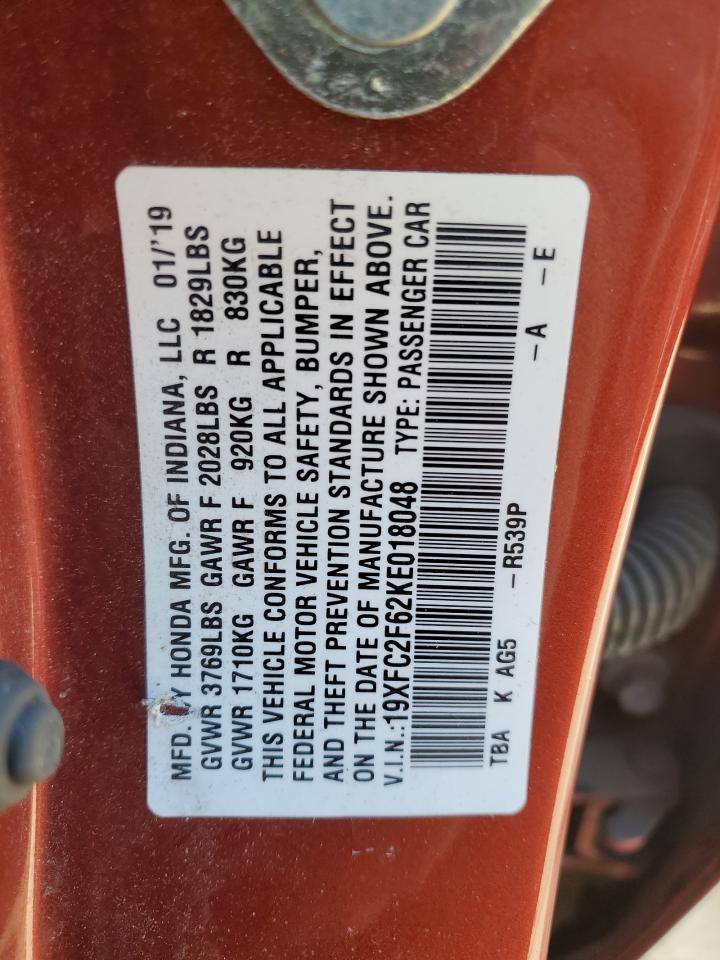 MFD. BY HONDA MFG. OF INDIANA, LLC 01/'19
GVWR 3769LBS GAWR F 2028LBS R 1829LBS
GVWR 1710KG GAWR F 920KG R 830KG
THIS VEHICLE CONFORMS TO ALL APPLICABLE
FEDERAL MOTOR VEHICLE SAFETY, BUMPER,
AND THEFT PREVENTION STANDARDS IN EFFECT
ON THE DATE OF MANUFACTURE SHOWN ABOVE.
V.I.N.:19XFC2F62KE018048 TYPE: PASSENGER CAR
TBA K AG5 -R539P -A -E